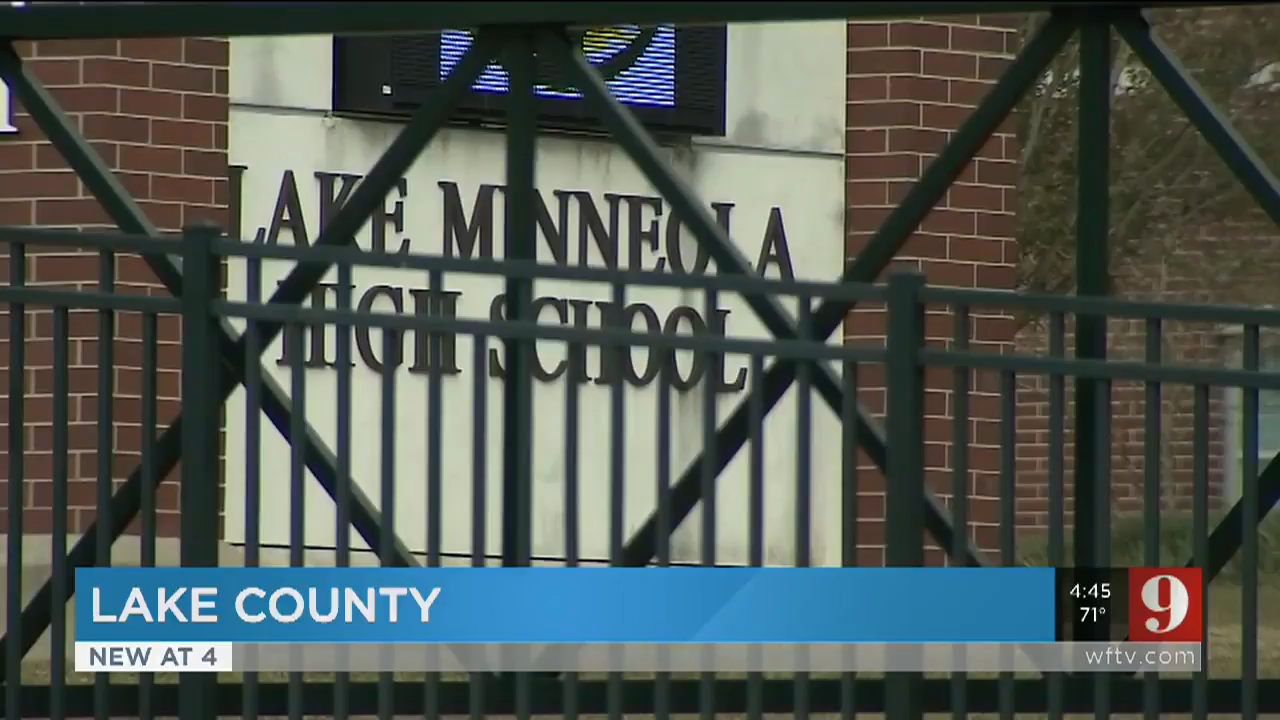 LAKE MINNEOLA
HIGH SCHOOL
LAKE COUNTY
4:45
71°
9
NEW AT 4
wftv.com